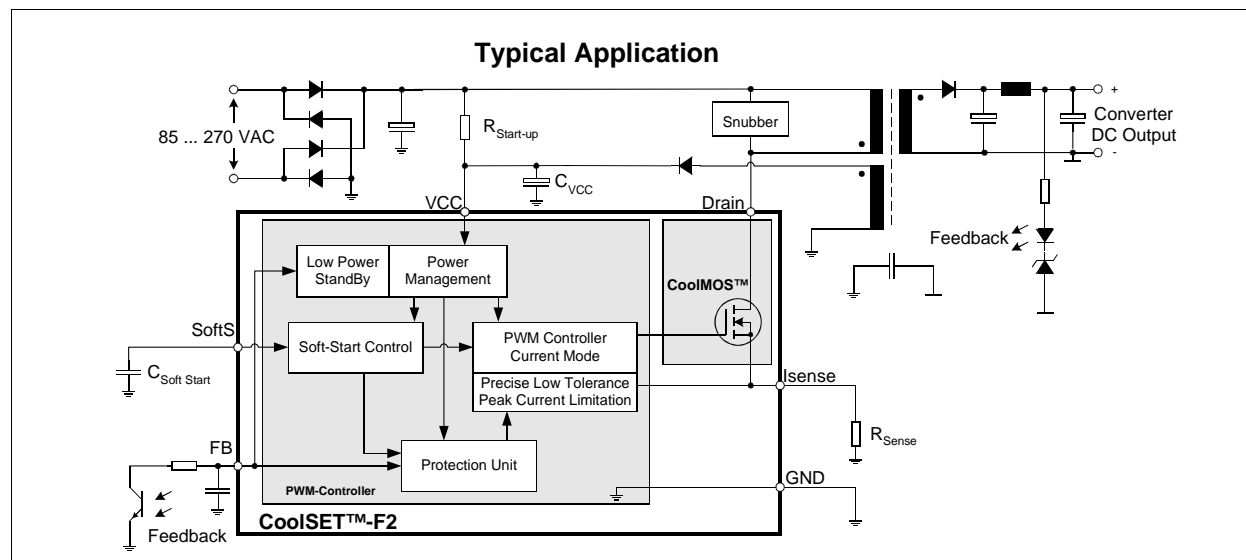 Typical Application
85 ... 270 VAC
RStart-up
Snubber
+
Converter
DC Output
-
CVCC
VCC
Drain
Feedback
Low Power
StandBy
Power
Management
CoolMOS™
SoftS
Soft-Start Control
PWM Controller
Current Mode
CSoft Start
Precise Low Tolerance
Peak Current Limitation
Isense
RSense
FB
Protection Unit
PWM-Controller
GND
Feedback
CoolSET™-F2